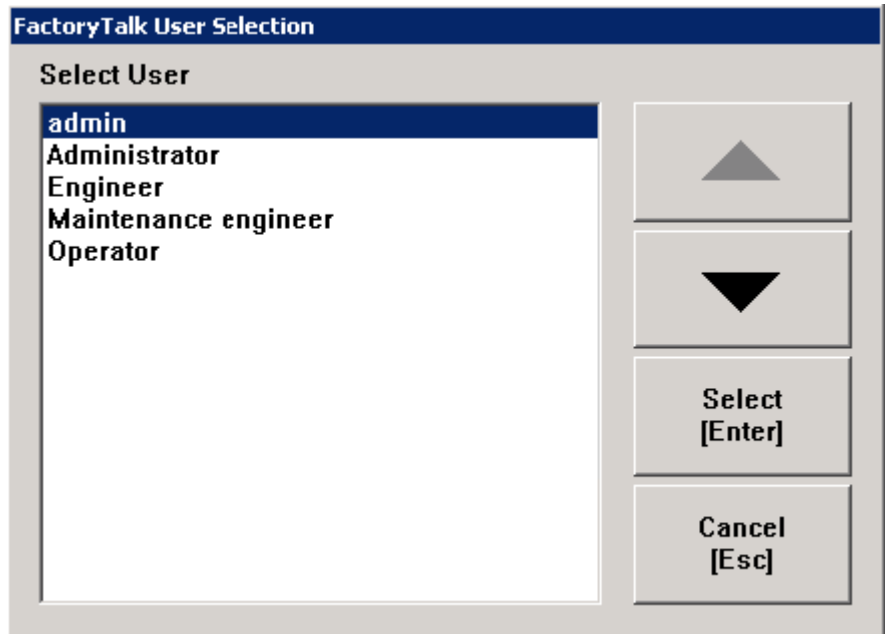 FactoryTalk User Selection
Select User
admin
Administrator
Engineer
Maintenance engineer
Operator
Select
[Enter]
Cancel
[Esc]